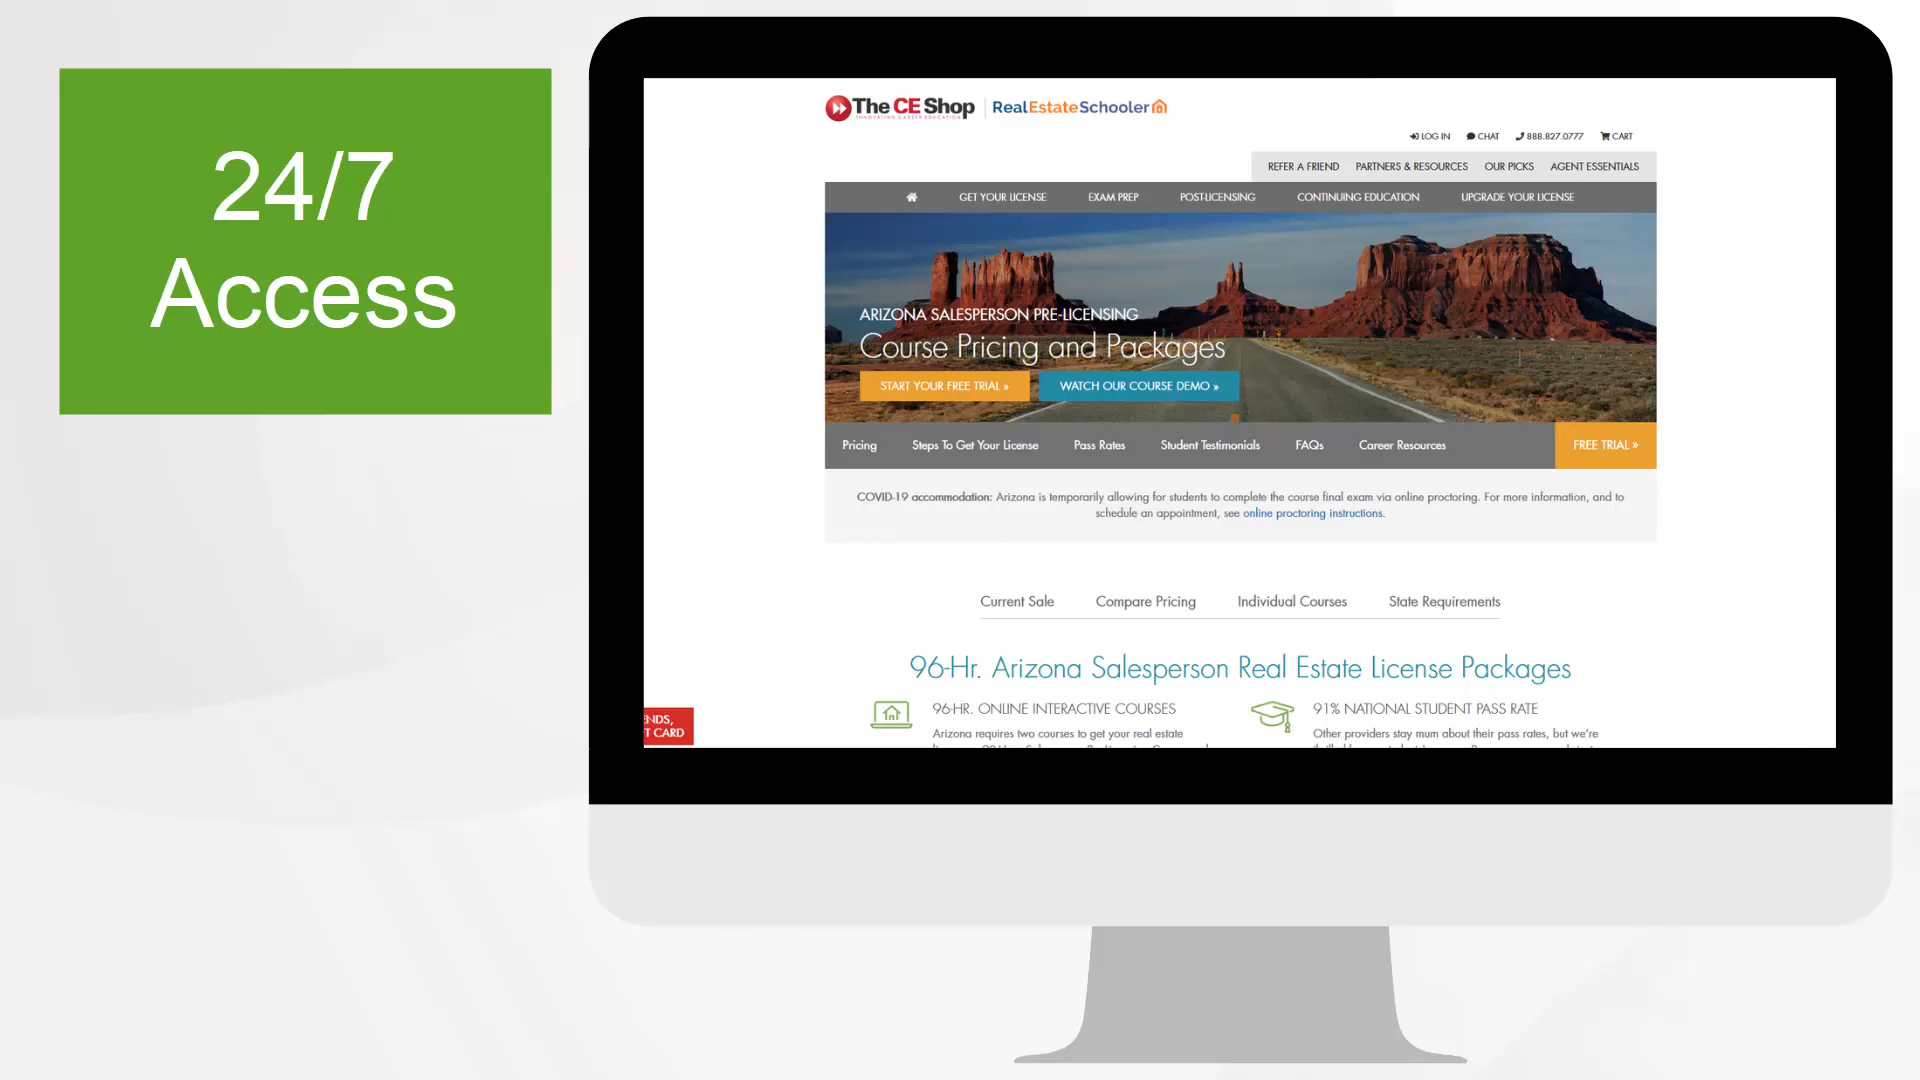 24/7
Access
The CE Shop
INNOVATING CAREER EDUCATION
RealEstateSchooler
LOG IN CHAT 888.827.0777 CART
REFER A FRIEND PARTNERS & RESOURCES OUR PICKS AGENT ESSENTIALS
GET YOUR LICENSE EXAM PREP POST-LICENSING CONTINUING EDUCATION UPGRADE YOUR LICENSE
ARIZONA SALESPERSON PRE-LICENSING
Course Pricing and Packages
START YOUR FREE TRIAL » WATCH OUR COURSE DEMO »
Pricing Steps To Get Your License Pass Rates Student Testimonials FAQs Career Resources FREE TRIAL »
COVID-19 accommodation: Arizona is temporarily allowing for students to complete the course final exam via online proctoring. For more information, and to
schedule an appointment, see online proctoring instructions.
Current Sale Compare Pricing Individual Courses State Requirements
96-Hr. Arizona Salesperson Real Estate License Packages
96-HR. ONLINE INTERACTIVE COURSES
Arizona requires two courses to get your real estate
91% NATIONAL STUDENT PASS RATE
Other providers stay mum about their pass rates, but we're
ENDS,
T CARD